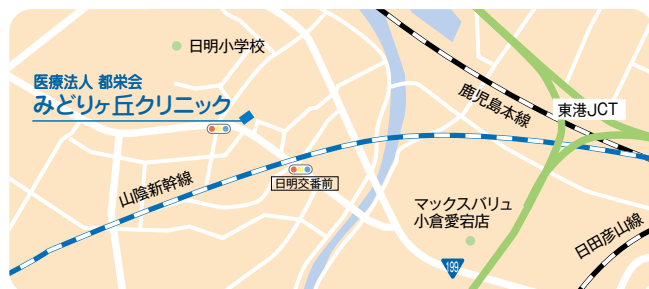 日明小学校
医療法人 都栄会
みどりヶ丘クリニック
鹿児島本線
東港JCT
山陰新幹線
日明交番前
マックスバリュ
小倉愛宕店
日田彦山線
199